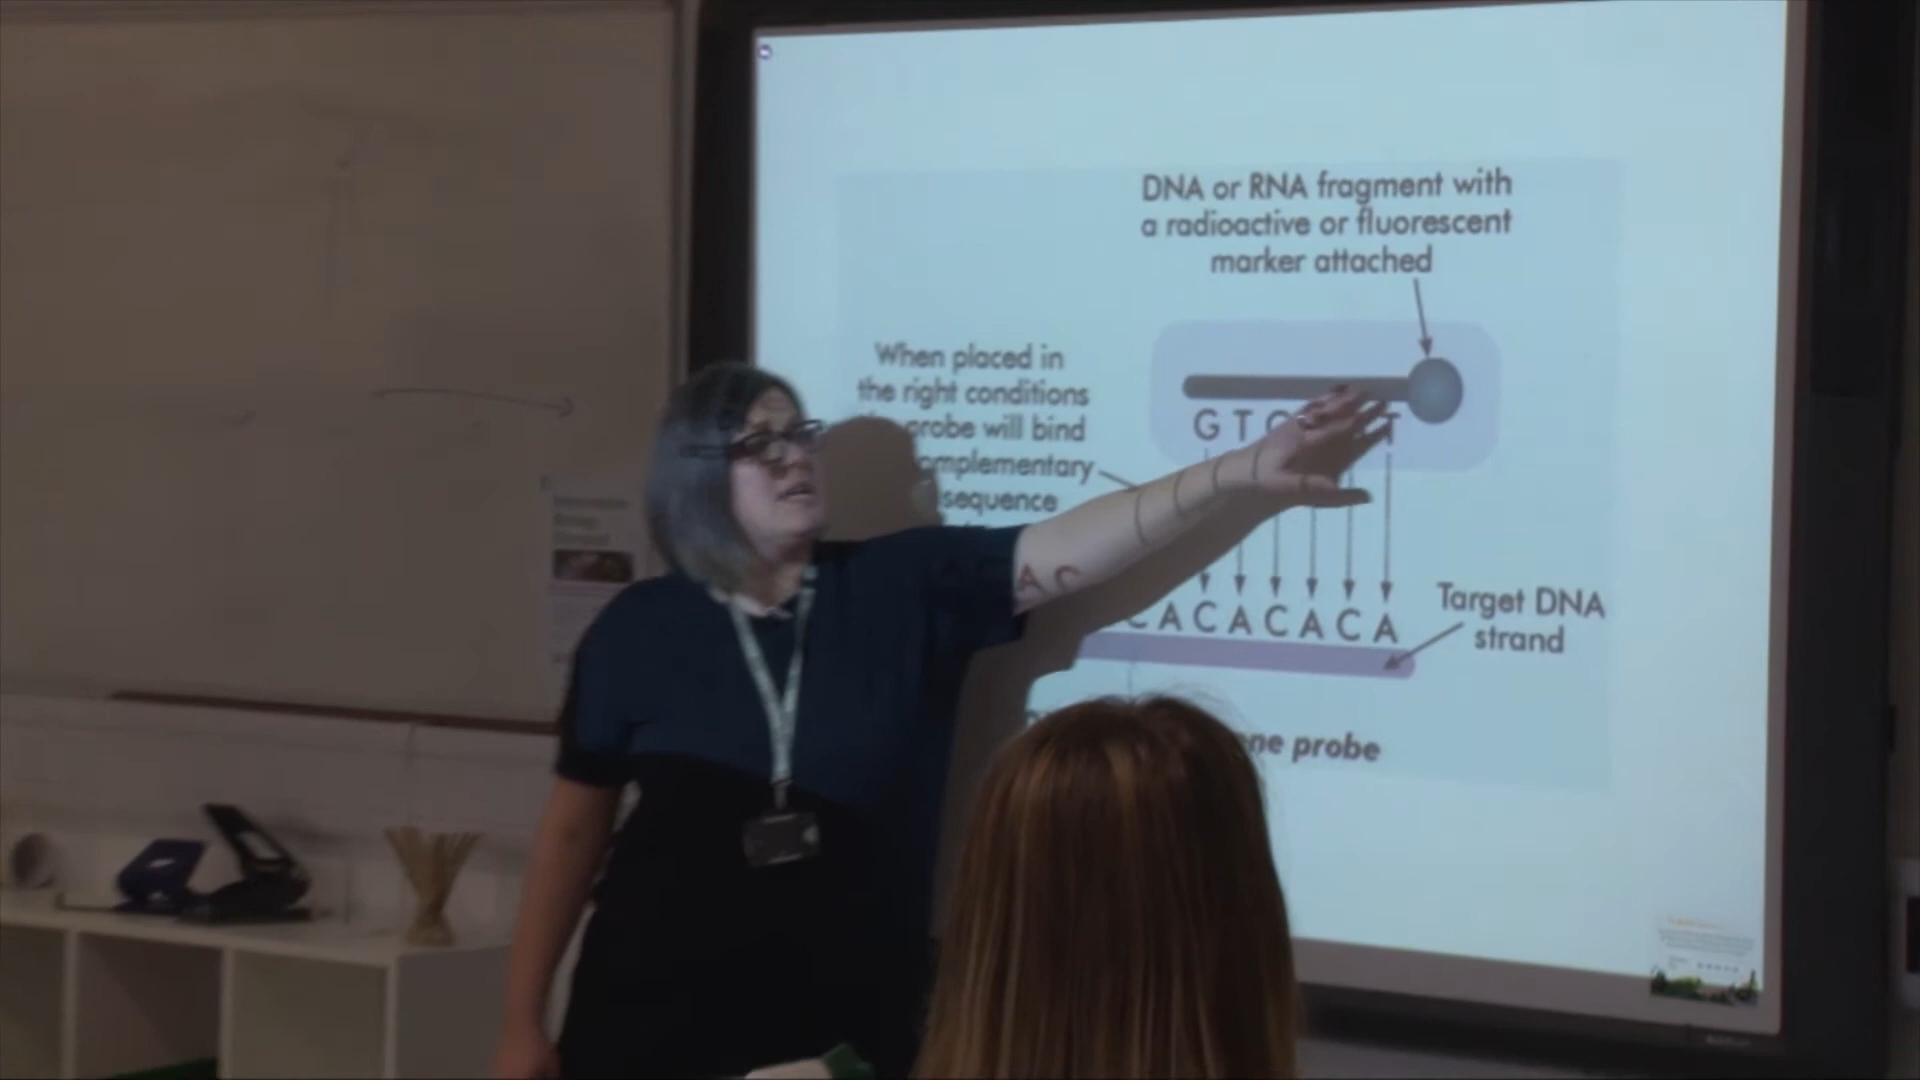 DNA or RNA fragment with
a radioactive or fluorescent
marker attached
When placed in
the right conditions
probe will bind
complementary
sequence
G T G T
A C
C A C A C A C A
Target DNA
strand
probe